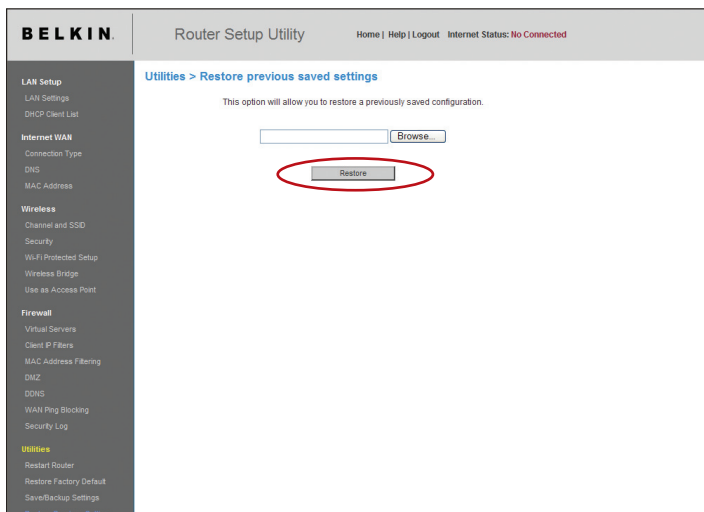 BELKIN.
Router Setup Utility
Home | Help | Logout Internet Status: No Connected
LAN Setup
LAN Settings
DHCP Client List
Internet WAN
Connection Type
DNS
MAC Address
Wireless
Channel and SSID
Security
Wi-Fi Protected Setup
Wireless Bridge
Use as Access Point
Firewall
Virtual Servers
Client IP Filters
MAC Address Filtering
DMZ
DDNS
WAN Ping Blocking
Security Log
Utilities
Restart Router
Restore Factory Default
Save/Backup Settings
Utilities > Restore previous saved settings
This option will allow you to restore a previously saved configuration.
Browse...
Restore